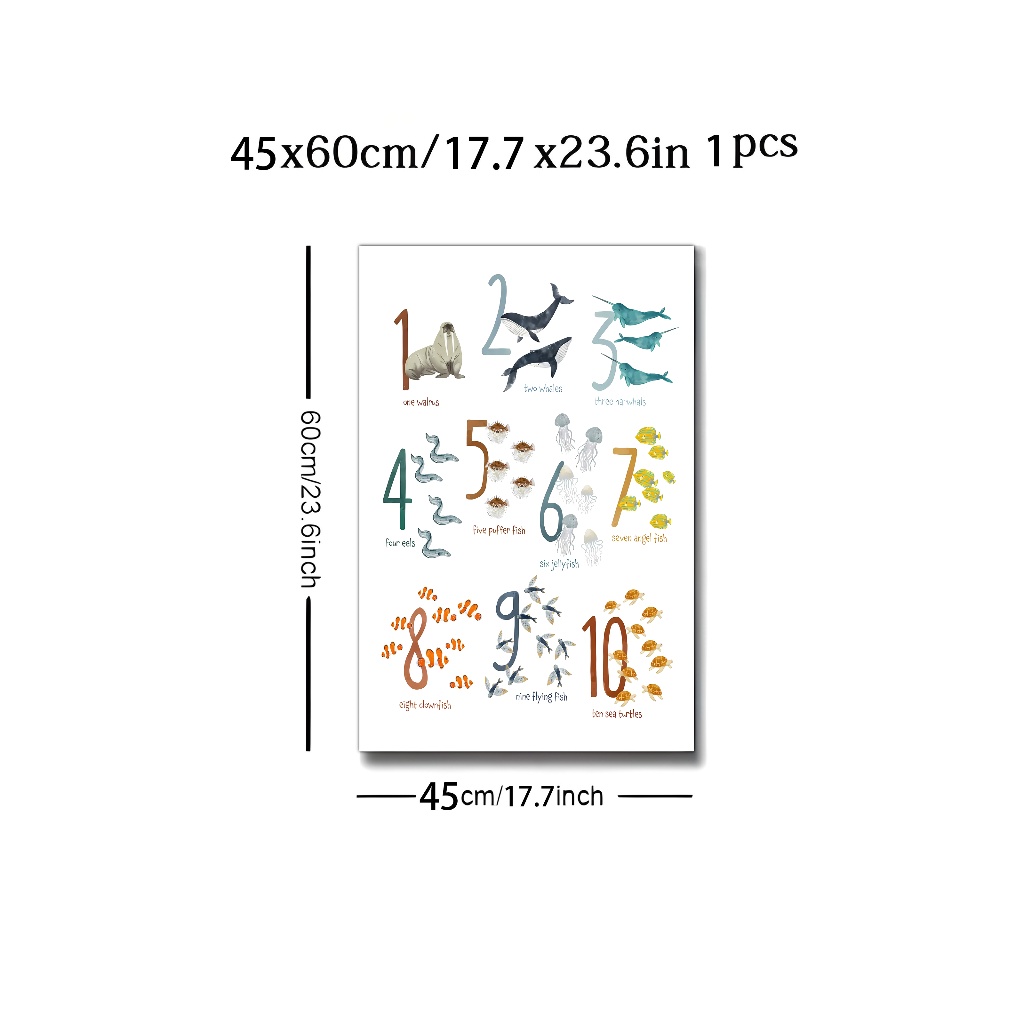 45x60cm/17.7 x23.6in 1pcs
60cm/23.6inch
1
one walrus
2
two whales
3
three narwhals
4
four eels
5
five puffer fish
6
six jellyfish
7
seven angel fish
8
eight clownfish
9
nine flying fish
10
ten sea turtles
45cm/17.7inch